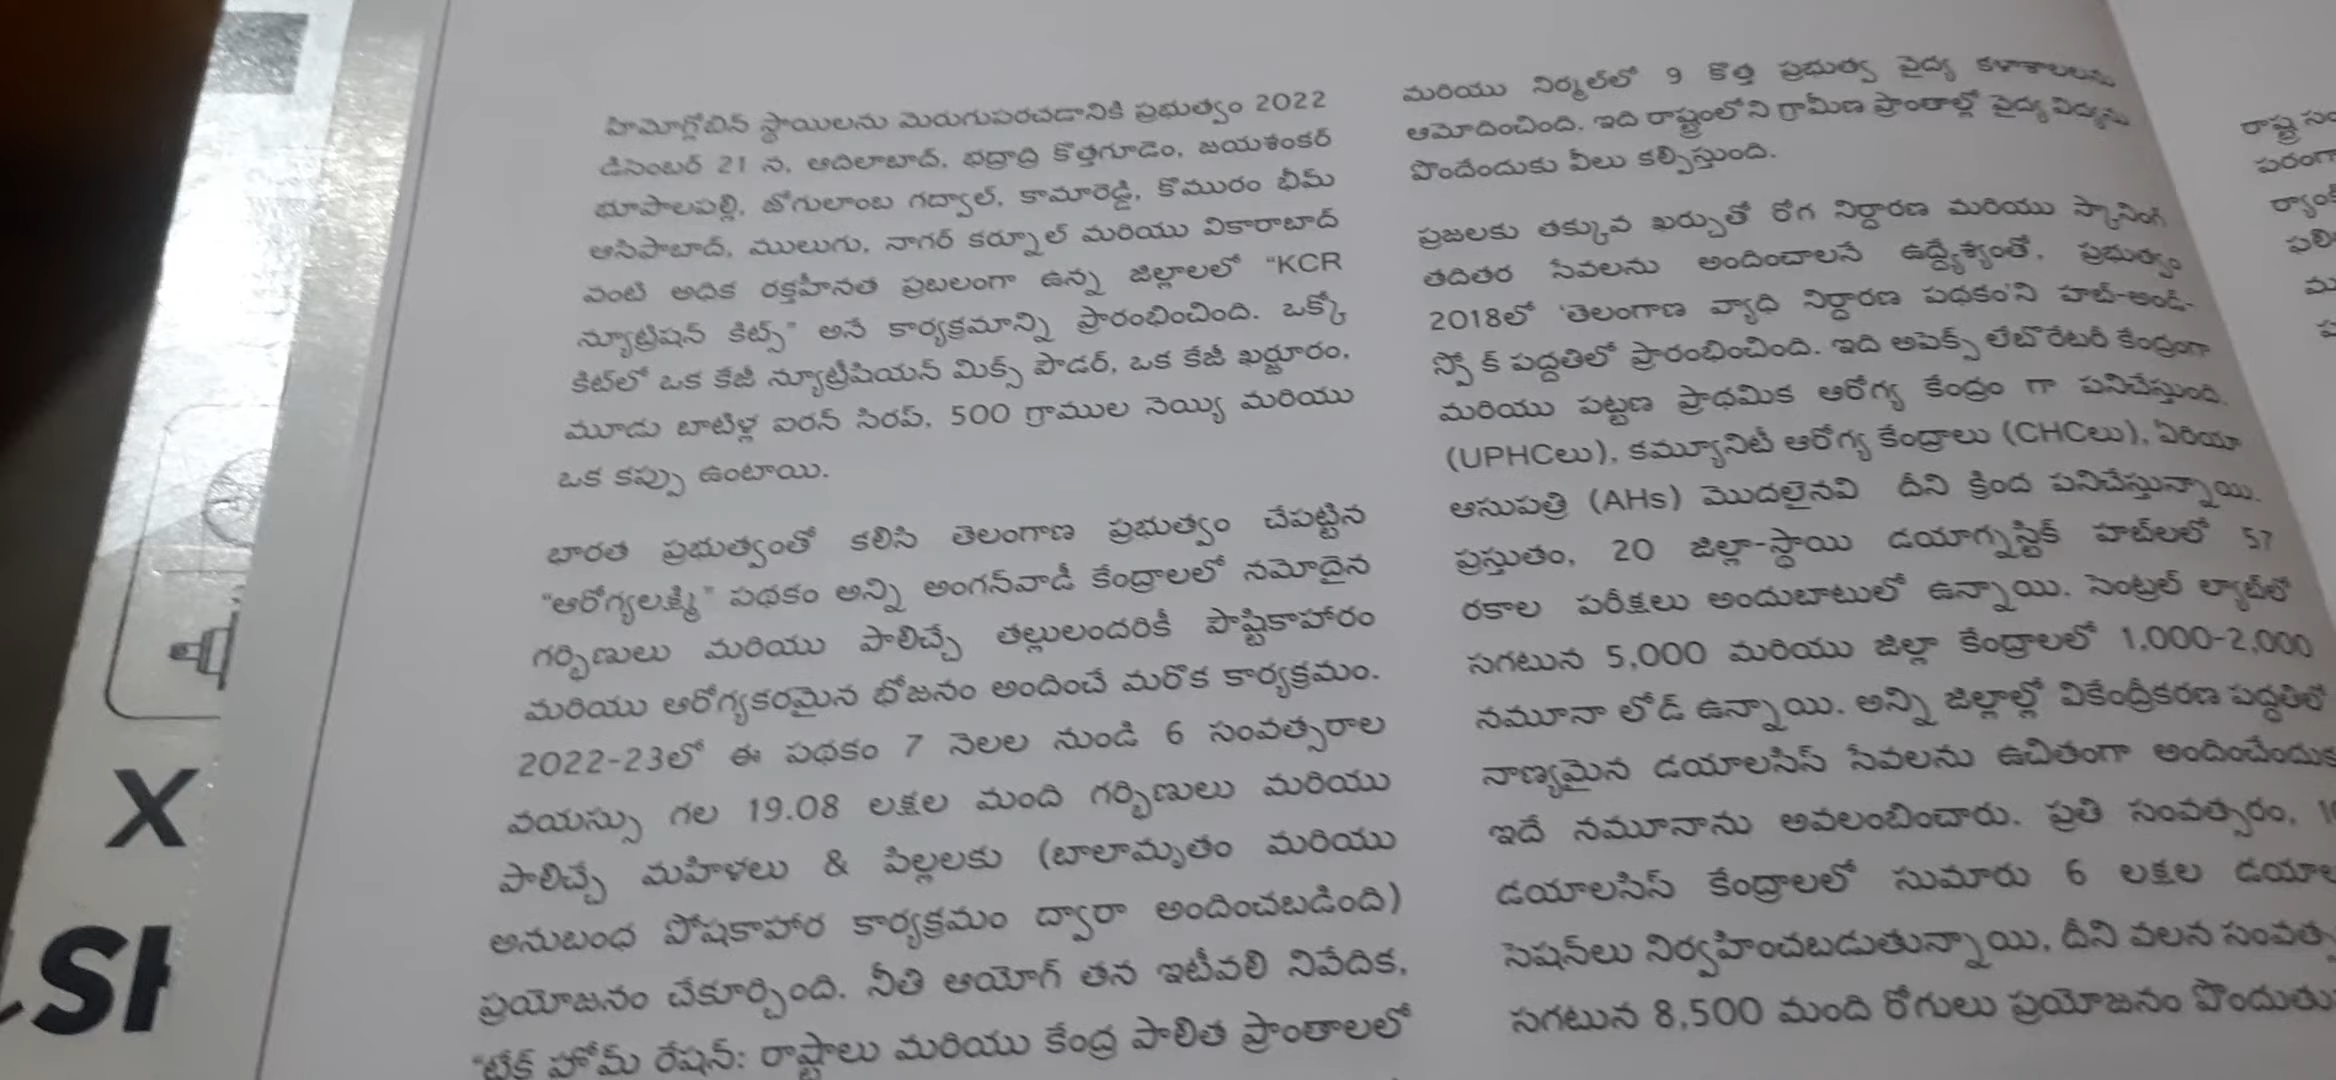 హిమోగ్లోబిన్ స్థాయిలను మెరుగుపరచడానికి ప్రభుత్వం 2022
డిసెంబర్ 21 న, ఆదిలాబాద్, భద్రాద్రి కొత్తగూడెం, జయశంకర్
భూపాలపల్లి, జోగులాంబ గద్వాల్, కామారెడ్డి, కొమురం భీమ్
ఆసిఫాబాద్, ములుగు, నాగర్ కర్నూల్ మరియు వికారాబాద్
వంటి అధిక రక్తహీనత ప్రబలంగా ఉన్న జిల్లాలలో "KCR
న్యూట్రిషన్ కిట్స్" అనే కార్యక్రమాన్ని ప్రారంభించింది. ఒక్కో
కిట్‌లో ఒక కేజీ న్యూట్రీషియన్ మిక్స్ పౌడర్, ఒక కేజీ ఖర్జూరం,
మూడు బాటిళ్ల ఐరన్ సిరప్, 500 గ్రాముల నెయ్యి మరియు
ఒక కప్పు ఉంటాయి.
భారత ప్రభుత్వంతో కలిసి తెలంగాణ ప్రభుత్వం చేపట్టిన
"ఆరోగ్యలక్ష్మి" పథకం అన్ని అంగన్‌వాడీ కేంద్రాలలో నమోదైన
గర్భిణులు మరియు పాలిచ్చే తల్లులందరికీ పౌష్టికాహారం
మరియు ఆరోగ్యకరమైన భోజనం అందించే మరొక కార్యక్రమం.
2022-23లో ఈ పథకం 7 నెలల నుండి 6 సంవత్సరాల
వయస్సు గల 19.08 లక్షల మంది గర్భిణులు మరియు
పాలిచ్చే మహిళలు & పిల్లలకు (బాలామృతం మరియు
అనుబంధ పోషకాహార కార్యక్రమం ద్వారా అందించబడింది)
ప్రయోజనం చేకూర్చింది. నీతి ఆయోగ్ తన ఇటీవలి నివేదిక,
"టేక్ హోమ్ రేషన్: రాష్ట్రాలు మరియు కేంద్ర పాలిత ప్రాంతాలలో
మరియు నిర్మల్‌లో 9 కొత్త ప్రభుత్వ వైద్య కళాశాలలను
ఆమోదించింది. ఇది రాష్ట్రంలోని గ్రామీణ ప్రాంతాల్లో వైద్య విద్యను
పొందేందుకు వీలు కల్పిస్తుంది.
ప్రజలకు తక్కువ ఖర్చుతో రోగ నిర్ధారణ మరియు స్కానింగ్
తదితర సేవలను అందించాలనే ఉద్ద్యేశ్యంతో, ప్రభుత్వం
2018లో 'తెలంగాణ వ్యాధి నిర్ధారణ పథకం'ని హబ్-అండ్-
స్పోక్ పద్ధతిలో ప్రారంభించింది. ఇది అపెక్స్ లేబొరేటరీ కేంద్రంగా
మరియు పట్టణ ప్రాథమిక ఆరోగ్య కేంద్రం గా పనిచేస్తుంది.
(UPHCలు), కమ్యూనిటీ ఆరోగ్య కేంద్రాలు (CHCలు), ఏరియా
ఆసుపత్రి (AHs) మొదలైనవి దీని క్రింద పనిచేస్తున్నాయి.
ప్రస్తుతం, 20 జిల్లా-స్థాయి డయాగ్నస్టిక్ హబ్‌లలో 57
రకాల పరీక్షలు అందుబాటులో ఉన్నాయి. సెంట్రల్ ల్యాబ్‌లో
సగటున 5,000 మరియు జిల్లా కేంద్రాలలో 1,000-2,000
నమూనా లోడ్ ఉన్నాయి. అన్ని జిల్లాల్లో వికేంద్రీకరణ పద్ధతిలో
నాణ్యమైన డయాలసిస్ సేవలను ఉచితంగా అందించేందుక
ఇదే నమూనాను అవలంబించారు. ప్రతి సంవత్సరం, 1
డయాలసిస్ కేంద్రాలలో సుమారు 6 లక్షల డయాల
సెషన్‌లు నిర్వహించబడుతున్నాయి, దీని వలన సంవత్స
సగటున 8,500 మంది రోగులు ప్రయోజనం పొందుతు
రాష్ట్ర సం
పరంగా
X
SH